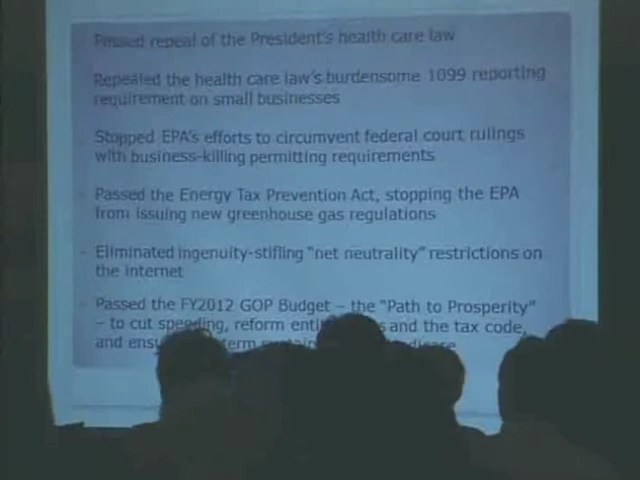 Passed repeal of the President's health care law
Repealed the health care law's burdensome 1099 reporting
requirement on small businesses
Stopped EPA's efforts to circumvent federal court rulings
with business-killing permitting requirements
- Passed the Energy Tax Prevention Act, stopping the EPA
from issuing new greenhouse gas regulations
- Eliminated ingenuity-stifling "net neutrality" restrictions on
the internet
- Passed the FY2012 GOP Budget – the "Path to Prosperity"
– to cut spending, reform and the tax code,
and term